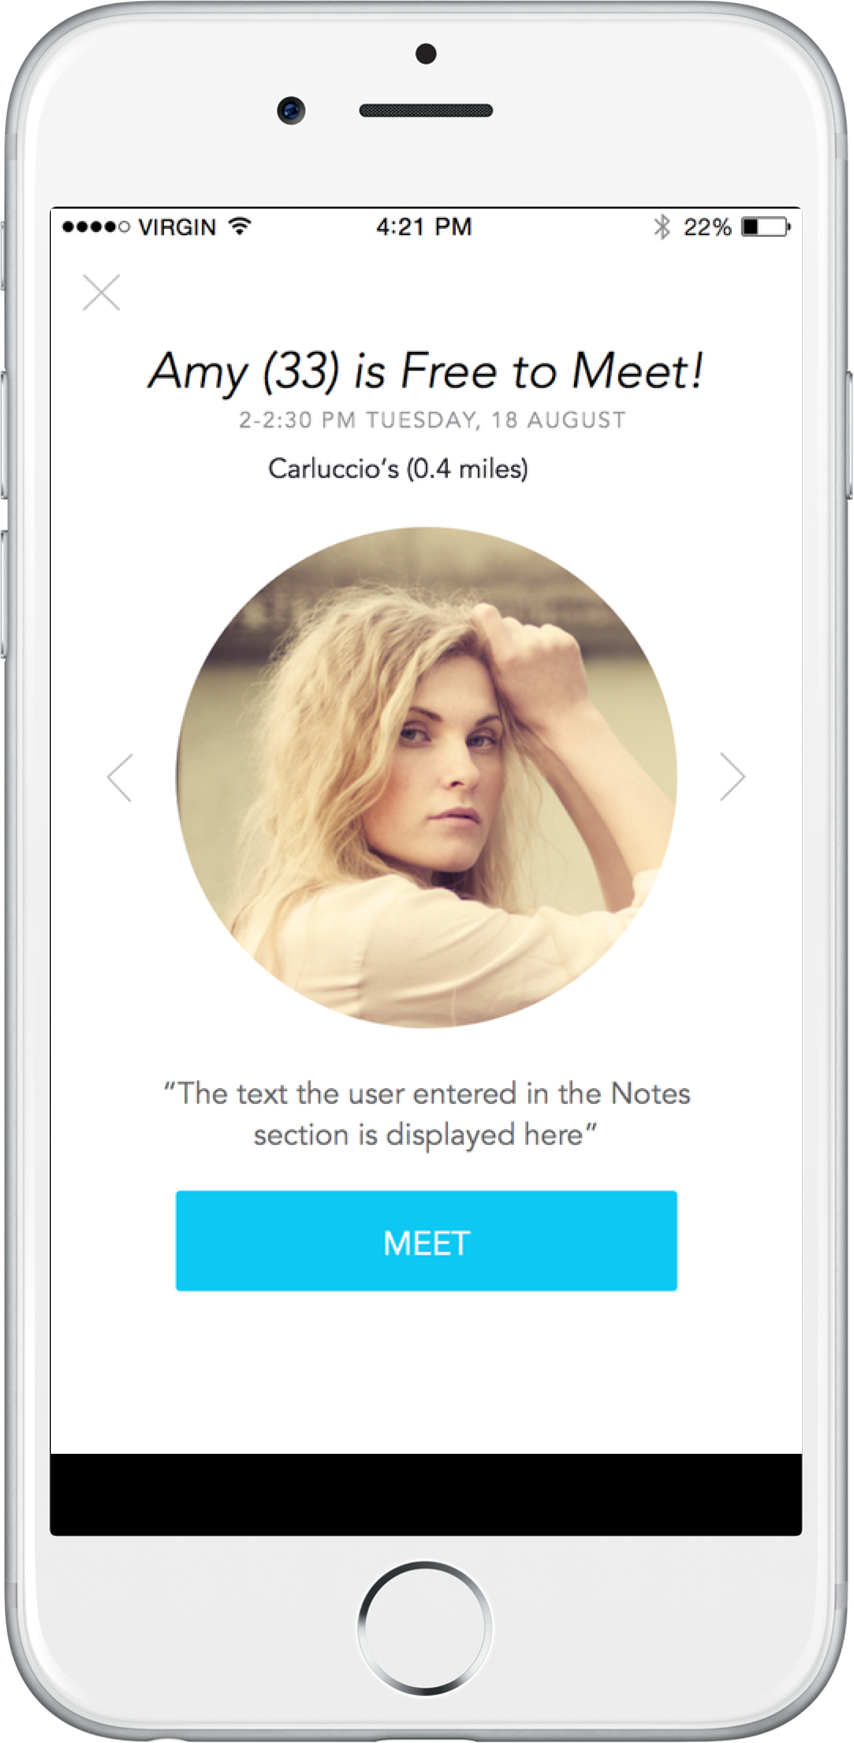 VIRGIN 4:21 PM 22%
Amy (33) is Free to Meet!
2-2:30 PM TUESDAY, 18 AUGUST
Carluccio’s (0.4 miles)
“The text the user entered in the Notes
section is displayed here”
MEET